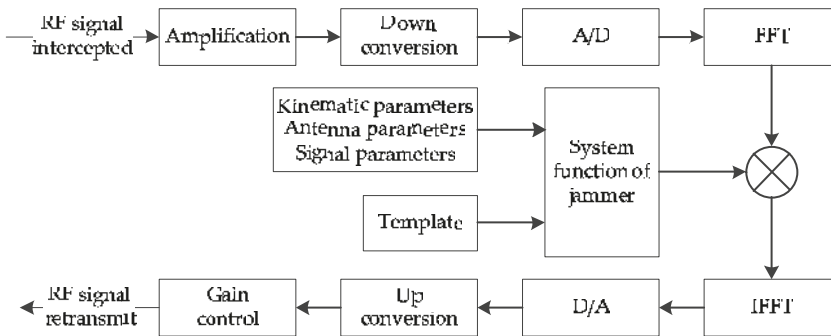 RF signal
intercepted
Amplification
Down
conversion
A/D
FFT
Kinematic parameters
Antenna parameters
Signal parameters
System
function of
jammer
Template
RF signal
retransmit
Gain
control
Up
conversion
D/A
IFFT